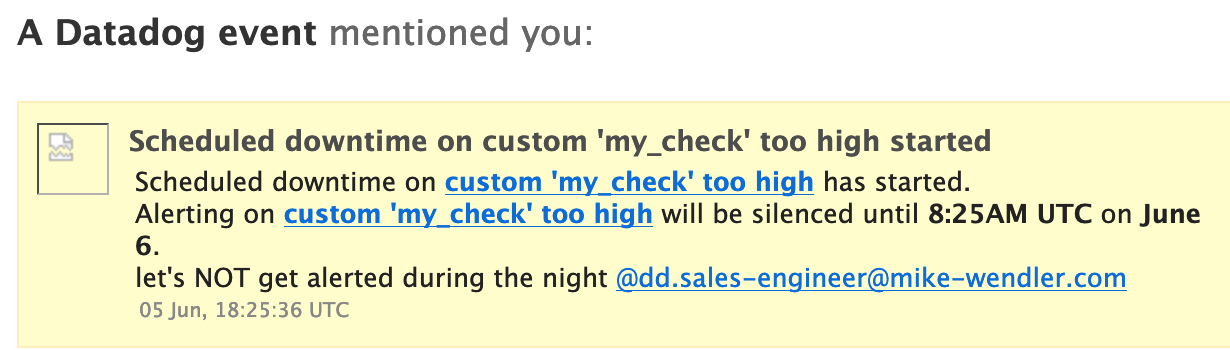 A Datadog event mentioned you:
Scheduled downtime on custom 'my_check' too high started
Scheduled downtime on custom 'my_check' too high has started.
Alerting on custom 'my_check' too high will be silenced until 8:25AM UTC on June
6.
let's NOT get alerted during the night @dd.sales-engineer@mike-wendler.com
05 Jun, 18:25:36 UTC